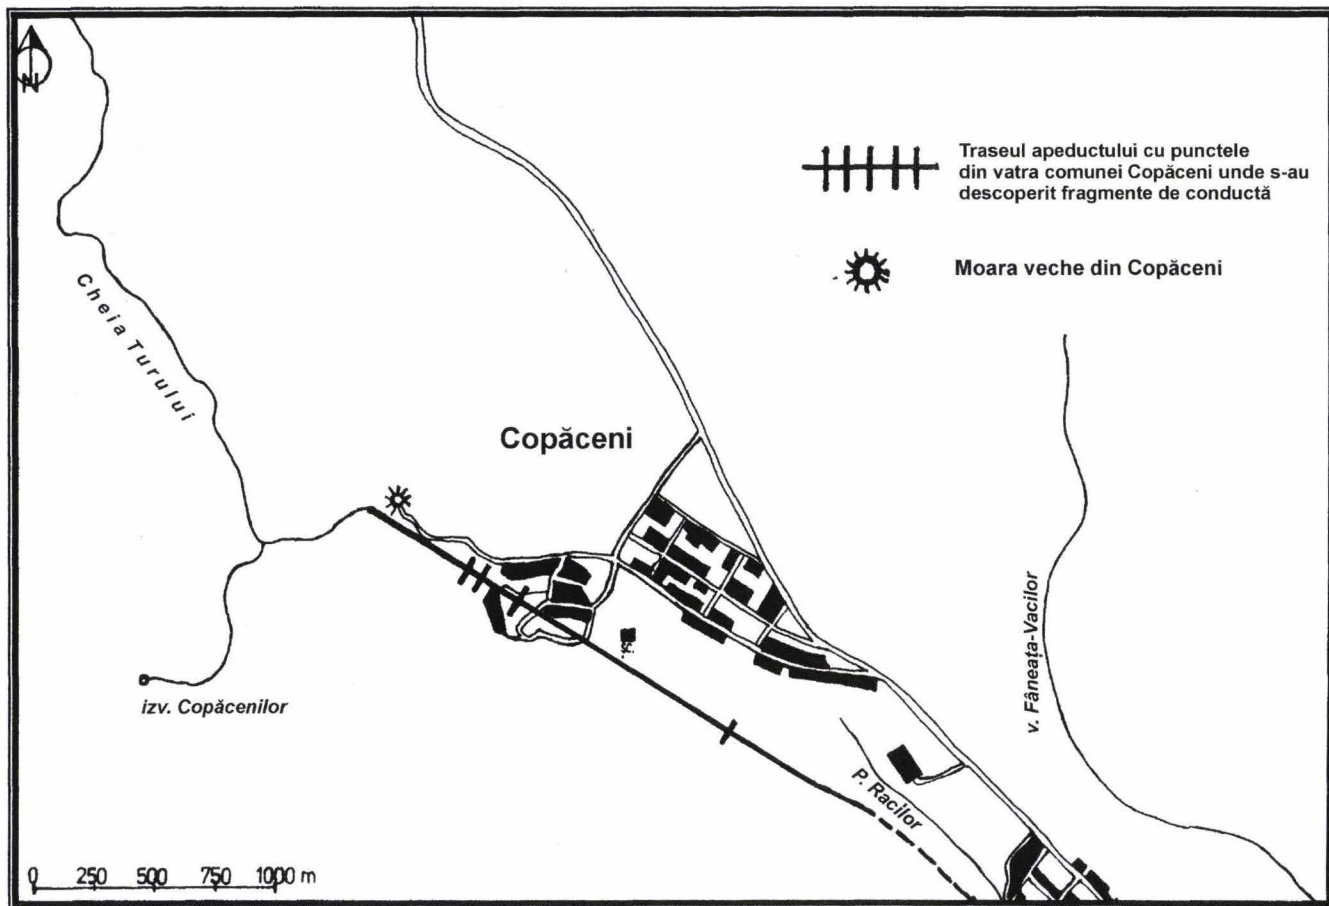 N
Traseul apeductului cu punctele
din vatra comunei Copăceni unde s-au
descoperit fragmente de conductă
Moara veche din Copăceni
Cheia Turului
Copăceni
ȘC.
izv. Copăcenilor
v. Fâneața-Vacilor
P. Racilor
0 250 500 750 1000 m